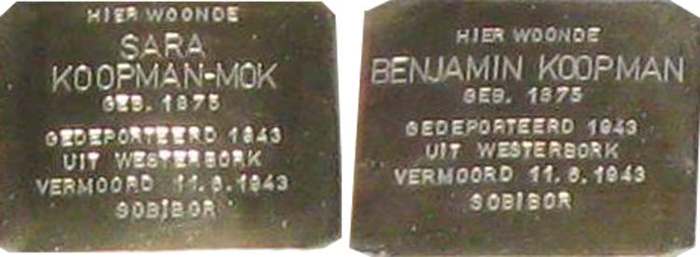 HIER WOONDE
SARA
KOOPMAN-MOK
GEB. 1875
GEDEPORTEERD 1943
UIT WESTERBORK
VERMOORD 11.6.1943
SOBIBOR
HIER WOONDE
BENJAMIN KOOPMAN
GEB. 1875
GEDEPORTEERD 1943
UIT WESTERBORK
VERMOORD 11.6.1943
SOBIBOR